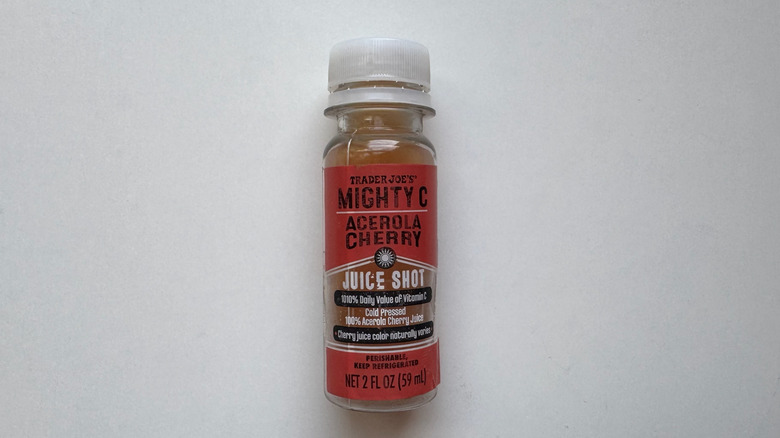 TRADER JOE'S
MIGHTY C
ACEROLA
CHERRY
JUICE SHOT
1010% Daily Value of Vitamin C
Cold Pressed
100% Acerola Cherry Juice
Cherry juice color naturally varies
PERISHABLE,
KEEP REFRIGERATED
NET 2 FL OZ (59 mL)